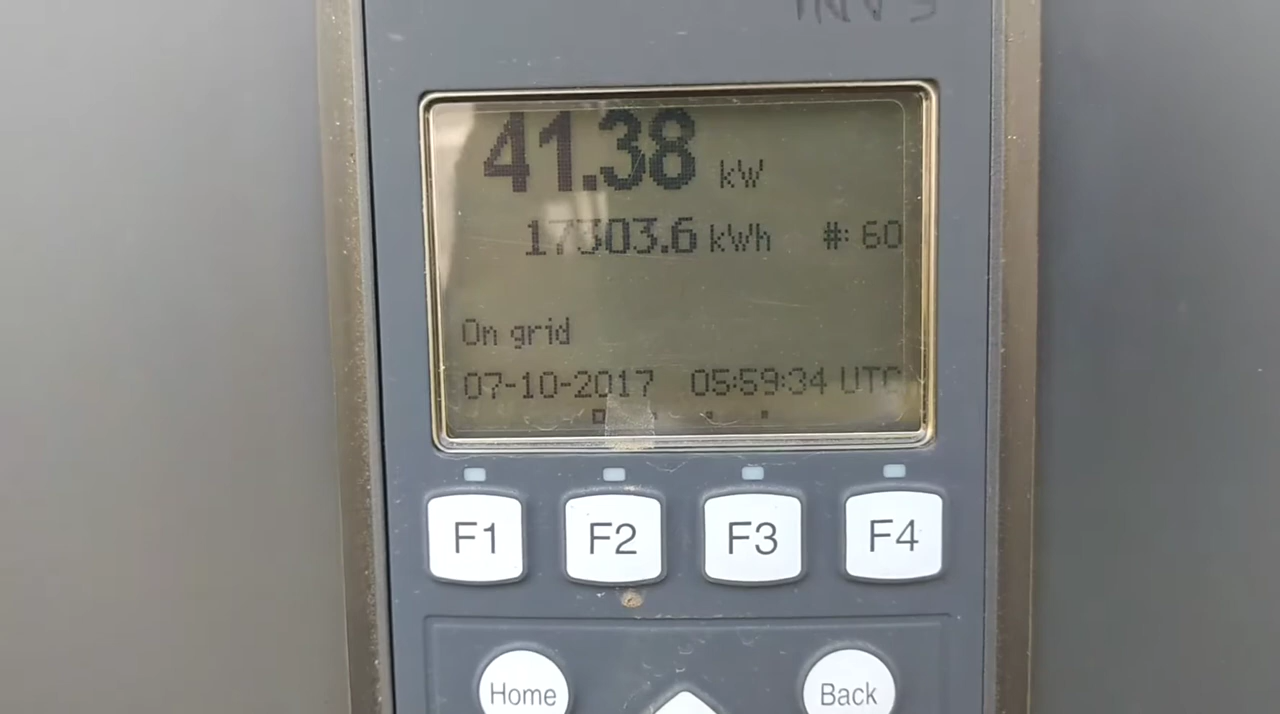 41.38 kW
17303.6 kWh #: 60
On grid
07-10-2017 05:59:34 UTC
F1 F2 F3 F4
Home Back